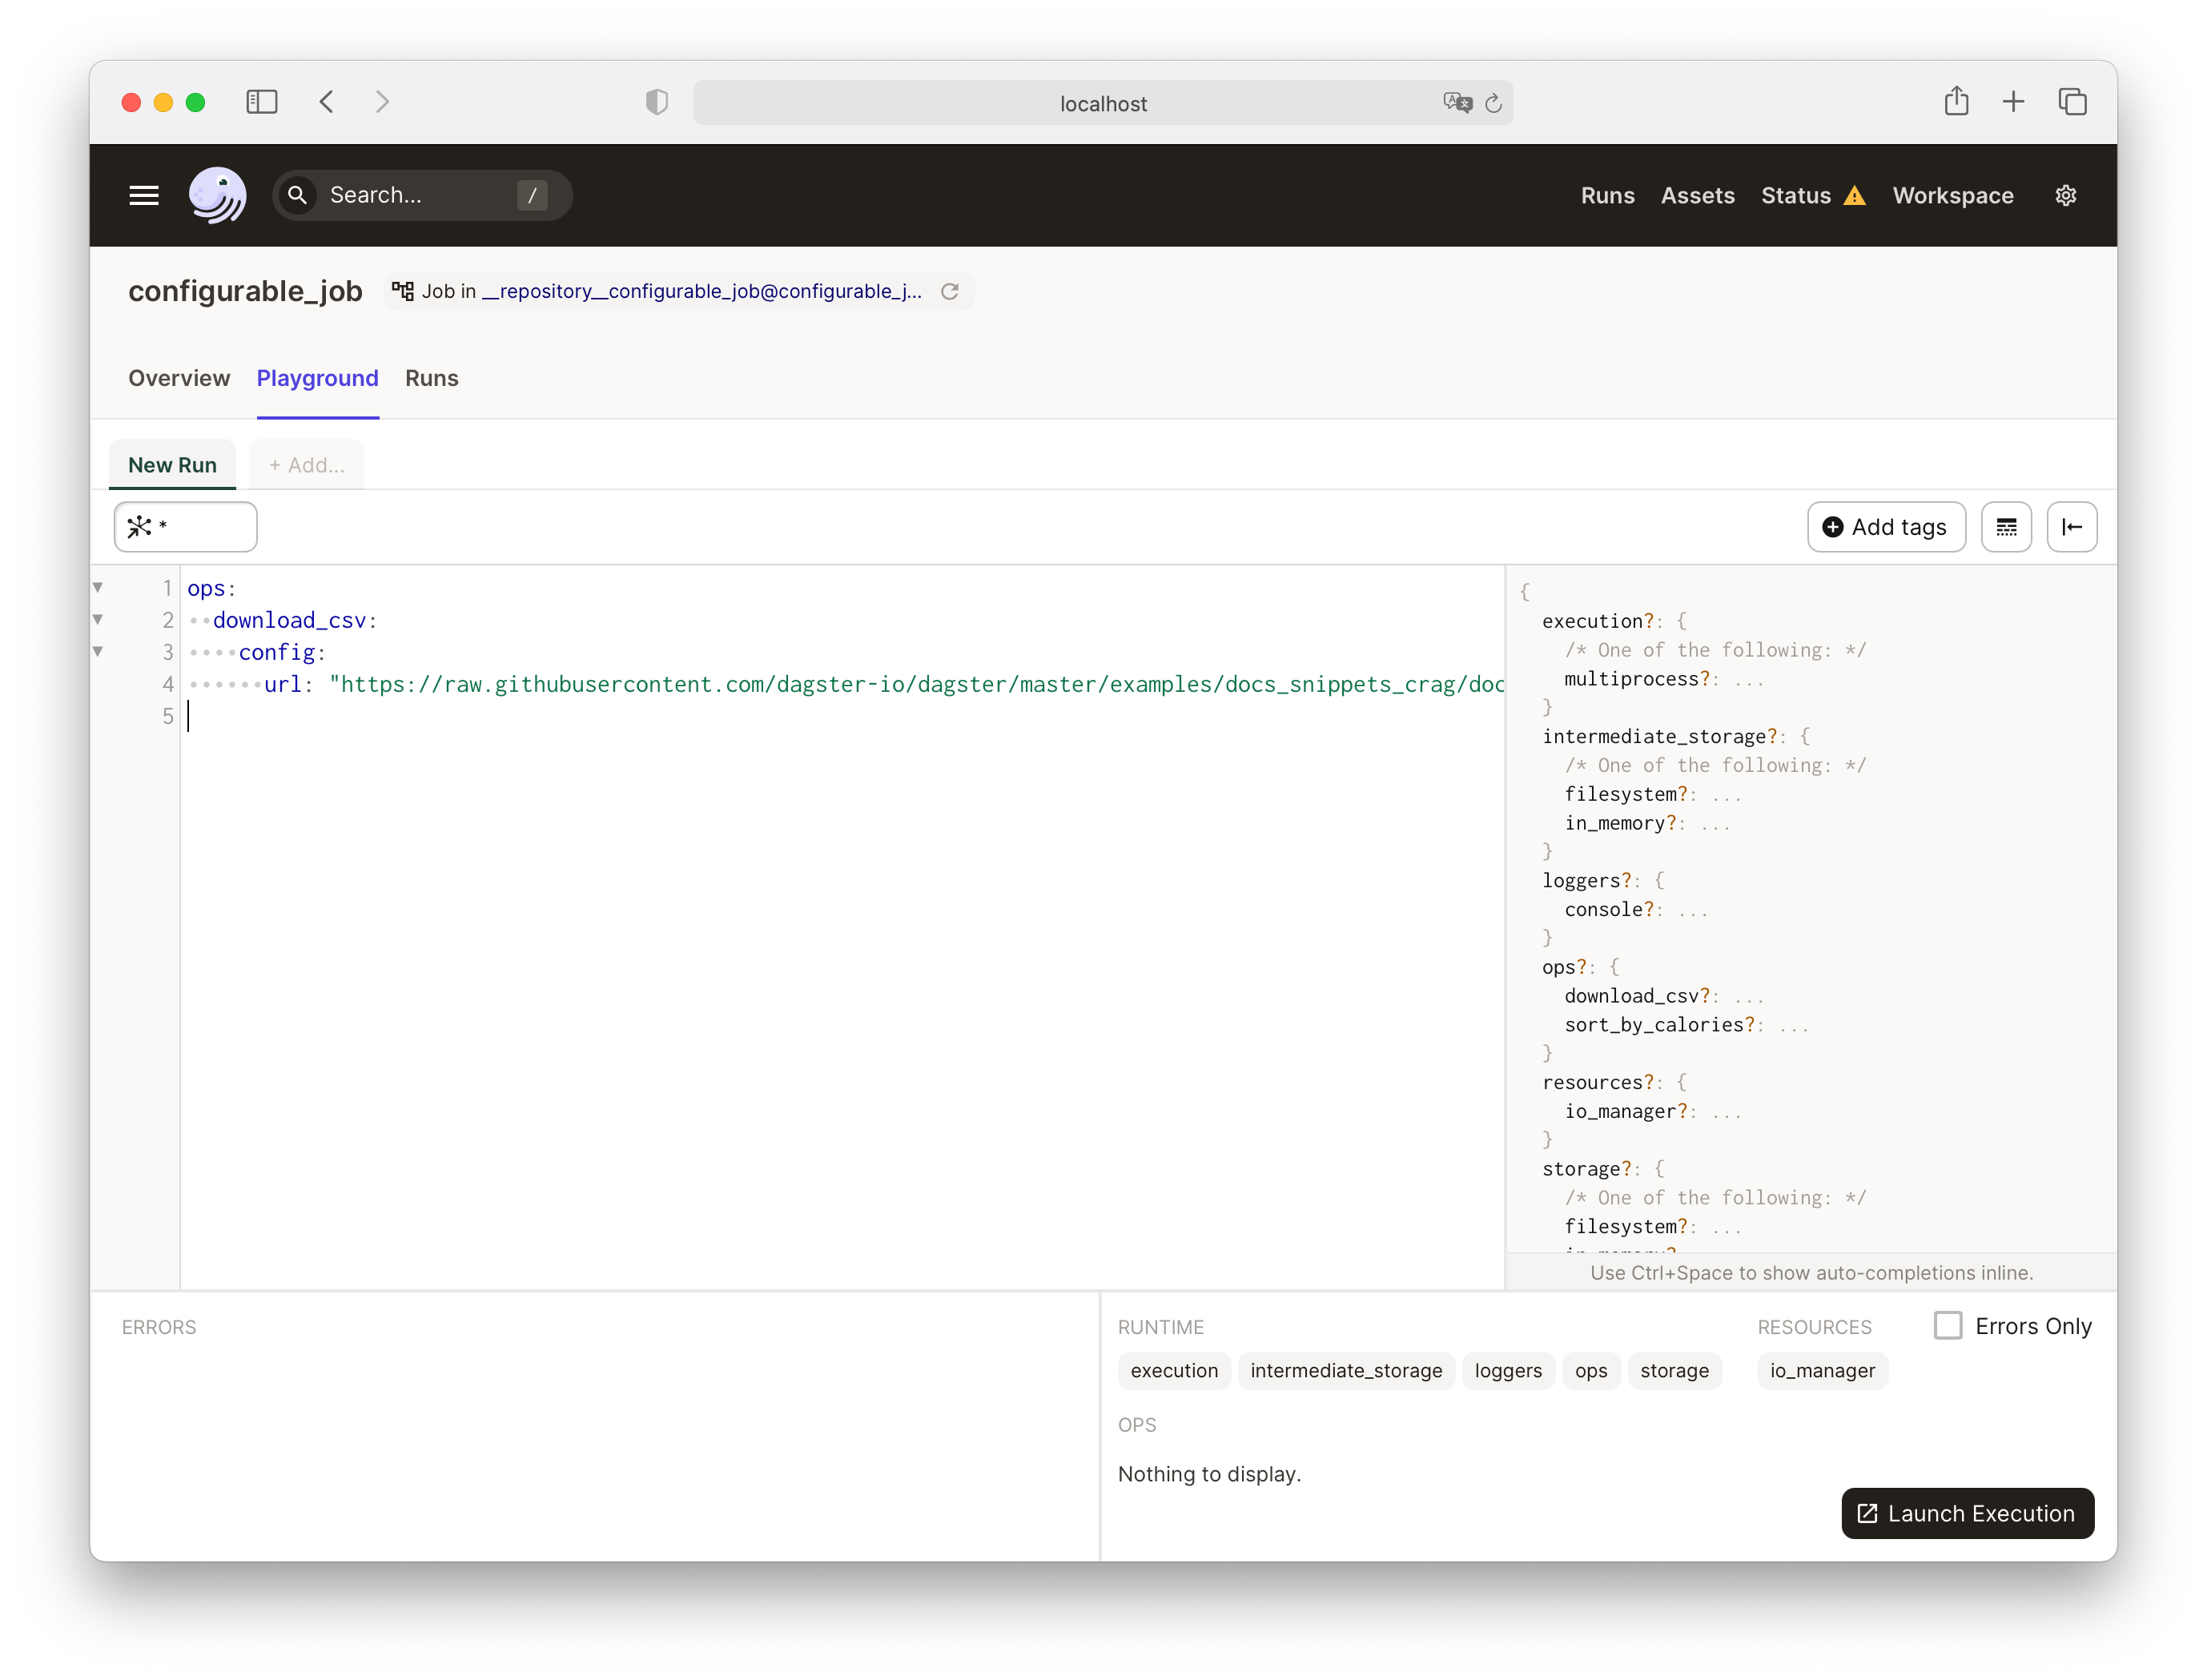 localhost
Search... /
Runs Assets Status Workspace
configurable_job Job in __repository__configurable_job@configurable_j...
Overview Playground Runs
New Run + Add...
*
Add tags
1 ops:
2 download_csv:
3 config:
4 url: "https://raw.githubusercontent.com/dagster-io/dagster/master/examples/docs_snippets_crag/doc
5
{
execution?: {
/* One of the following: */
multiprocess?: ...
}
intermediate_storage?: {
/* One of the following: */
filesystem?: ...
in_memory?: ...
}
loggers?: {
console?: ...
}
ops?: {
download_csv?: ...
sort_by_calories?: ...
}
resources?: {
io_manager?: ...
}
storage?: {
/* One of the following: */
filesystem?: ...
Use Ctrl+Space to show auto-completions inline.
ERRORS
RUNTIME
execution intermediate_storage loggers ops storage
RESOURCES
io_manager
Errors Only
OPS
Nothing to display.
Launch Execution